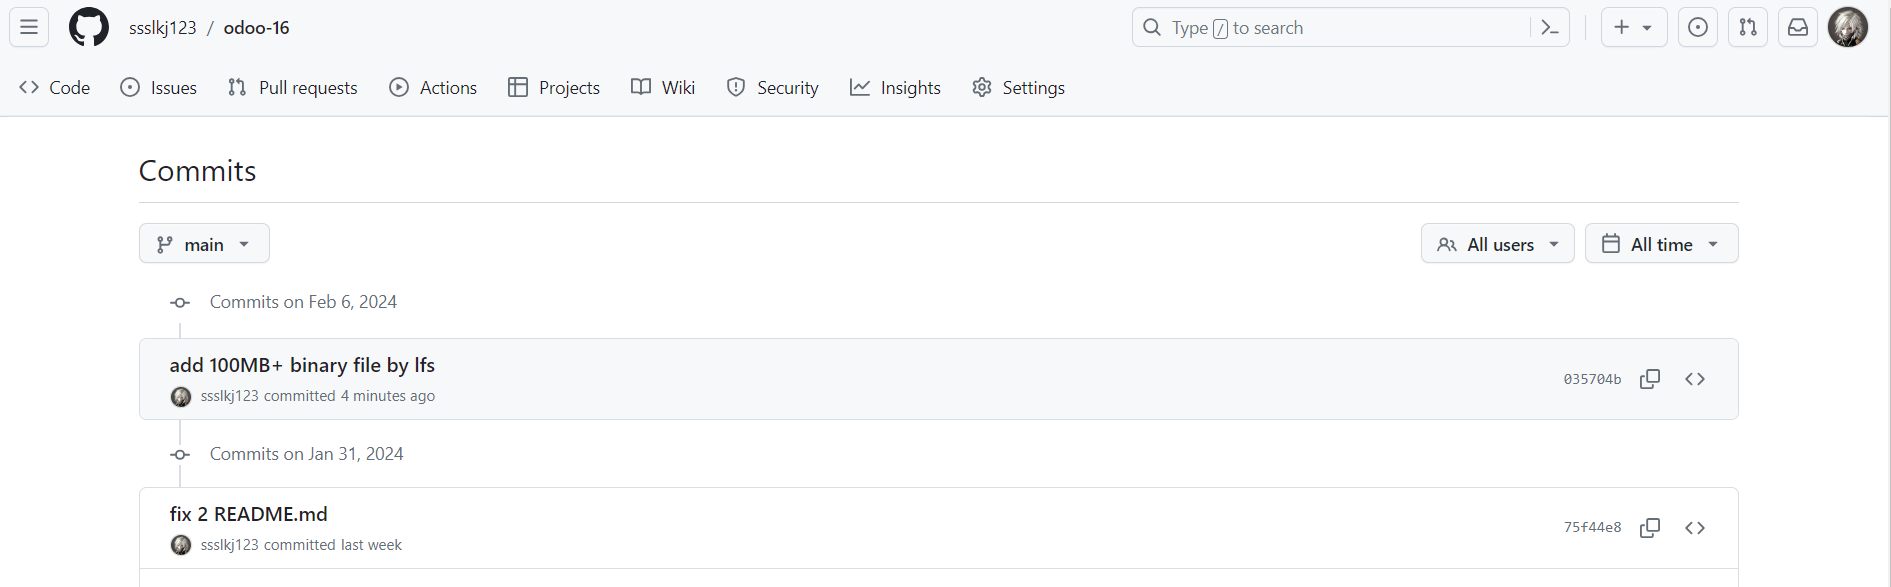 ssslkj123 / odoo-16
Type / to search
Code Issues Pull requests Actions Projects Wiki Security Insights Settings
Commits
main
All users All time
Commits on Feb 6, 2024
add 100MB+ binary file by lfs
035704b
ssslkj123 committed 4 minutes ago
Commits on Jan 31, 2024
fix 2 README.md
75f44e8
ssslkj123 committed last week